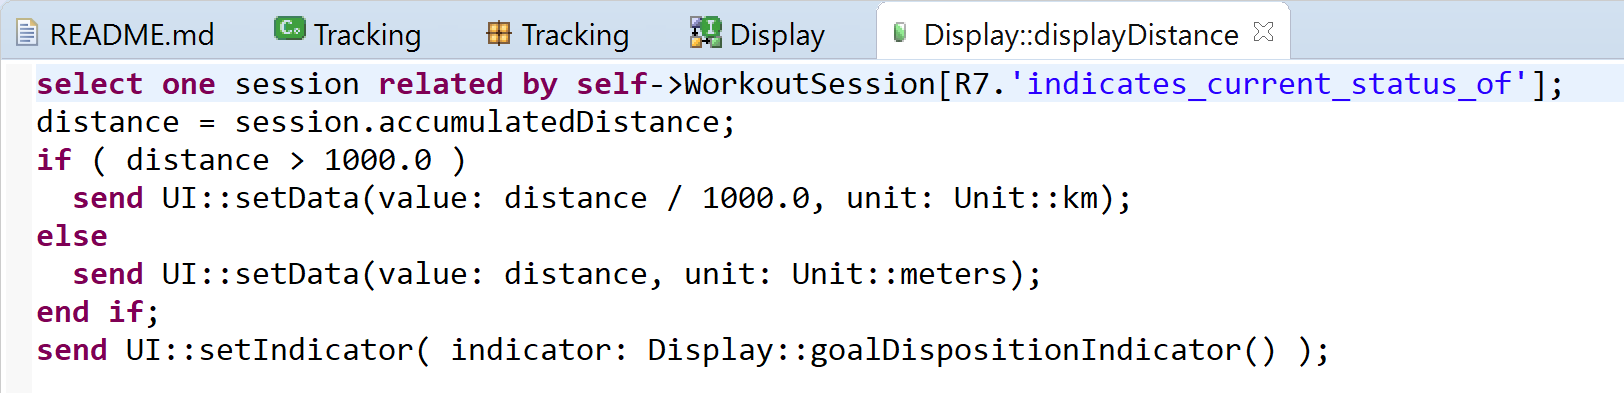 README.md Tracking Tracking Display Display::displayDistance
select one session related by self->WorkoutSession[R7.'indicates_current_status_of'];
distance = session.accumulatedDistance;
if ( distance > 1000.0 )
  send UI::setData(value: distance / 1000.0, unit: Unit::km);
else
  send UI::setData(value: distance, unit: Unit::meters);
end if;
send UI::setIndicator( indicator: Display::goalDispositionIndicator() );